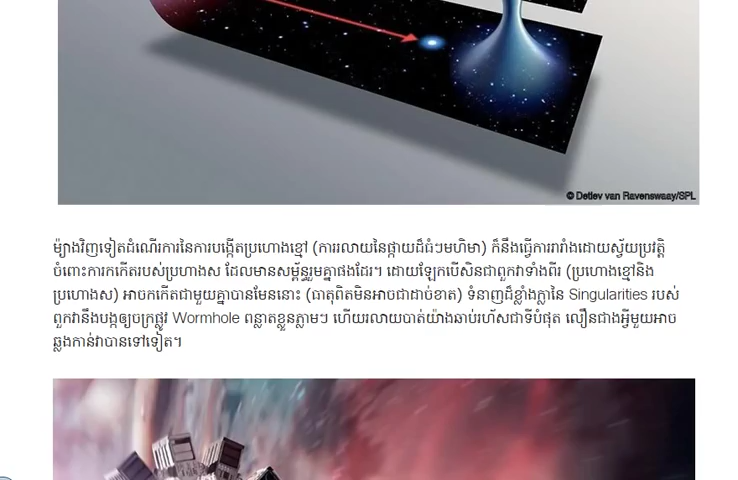 © Detlev van Ravenswaay/SPL
ម៉្យាងវិញទៀតដំណើរការនៃការបង្កើតប្រហោងខ្មៅ (ការរលាយនៃផ្កាយដ៏ធំៗមហិមា) ក៏នឹងធ្វើការរារាំងដោយស្វ័យប្រវត្តិ
ចំពោះការកកើតរបស់ប្រហោងស ដែលមានសម្ព័ន្ធរួមគ្នាផងដែរ។ ដោយឡែកបើសិនជាពួកវាទាំងពីរ (ប្រហោងខ្មៅនិង
ប្រហោងស) អាចកកើតជាមួយគ្នាបានមែននោះ (ធាតុពិតមិនអាចជាដាច់ខាត) ទំនាញដ៏ខ្លាំងក្លានៃ Singularities របស់
ពួកវានឹងបង្កឲ្យចក្រផ្លូវ Wormhole ពន្លាតខ្លួនភ្លាមៗ ហើយរលាយបាត់យ៉ាងឆាប់រហ័សជាទីបំផុត លឿនជាងអ្វីមួយអាច
ឆ្លងកាន់វាបានទៅទៀត។